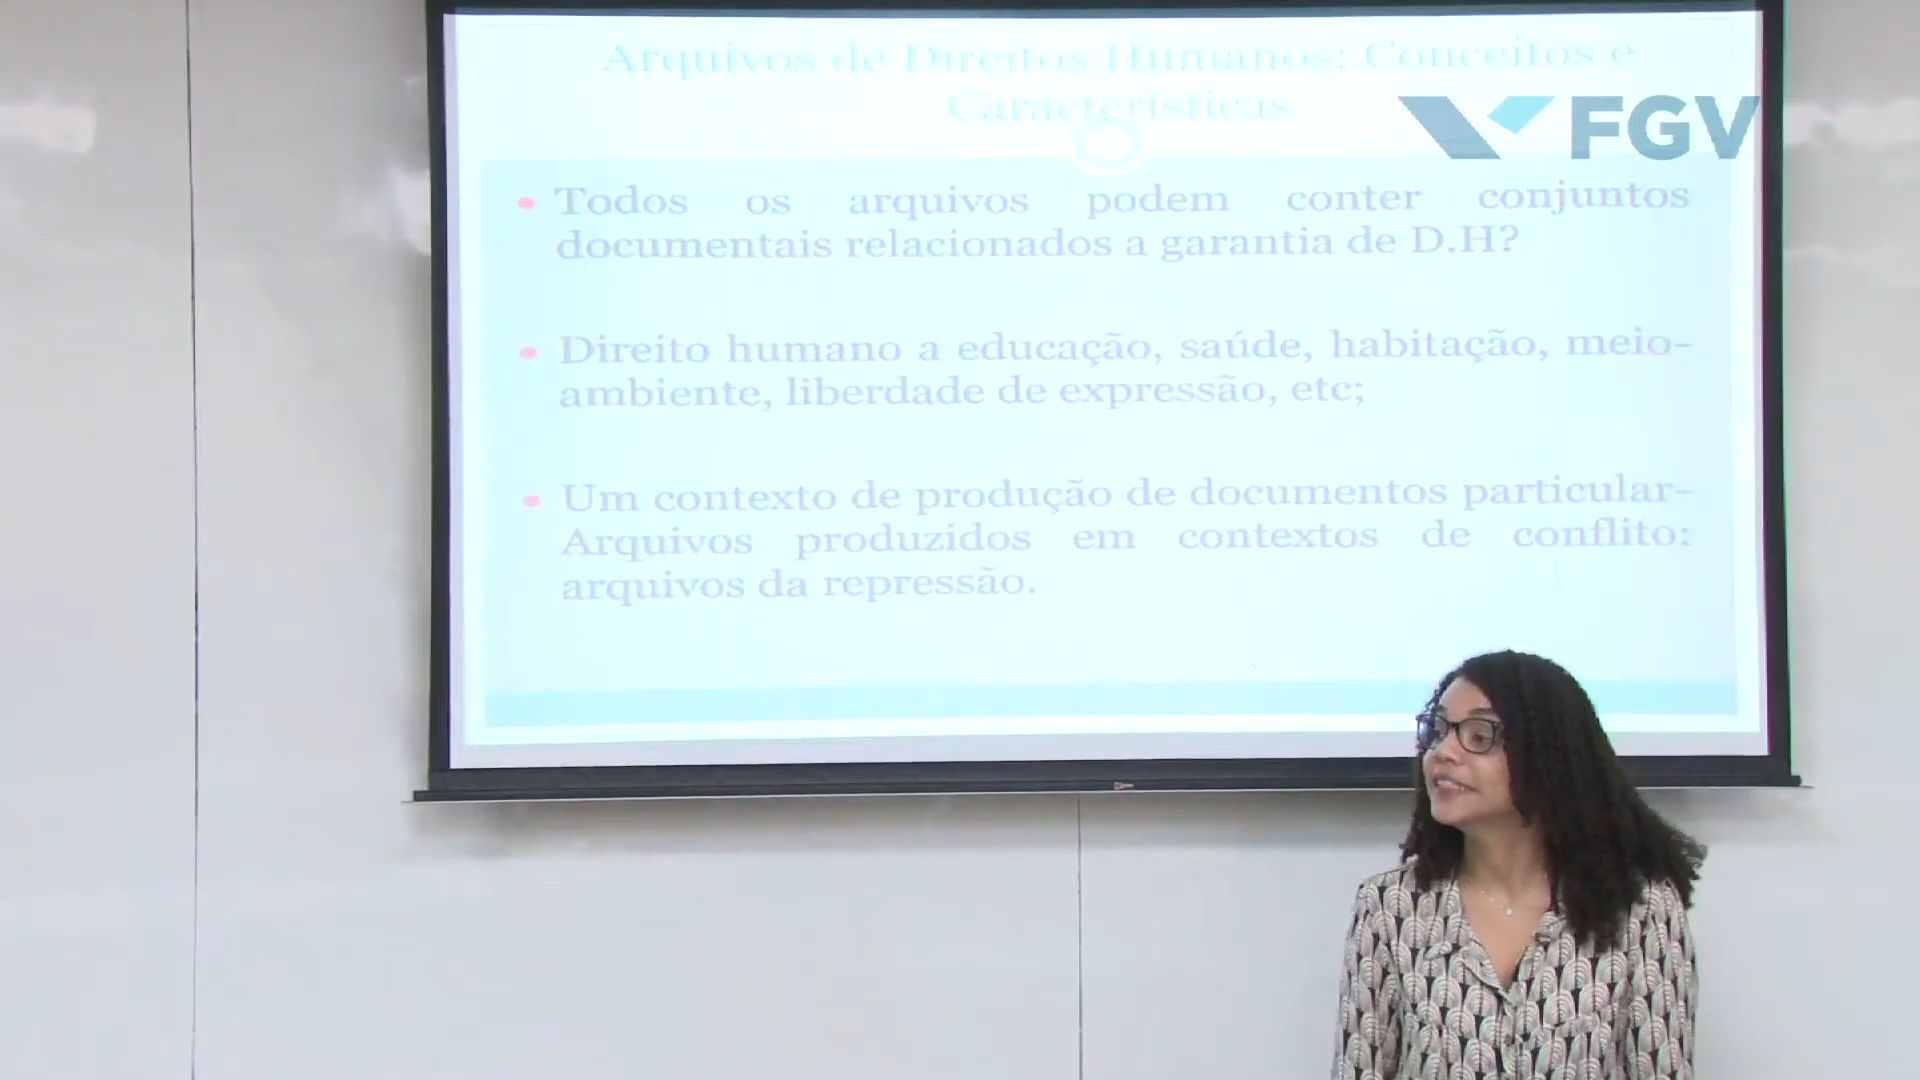 Arquivos de Direitos Humanos: Conceitos e
Características
FGV
• Todos os arquivos podem conter conjuntos
documentais relacionados a garantia de D.H?
• Direito humano a educação, saúde, habitação, meio-
ambiente, liberdade de expressão, etc;
• Um contexto de produção de documentos particular-
Arquivos produzidos em contextos de conflito:
arquivos da repressão.